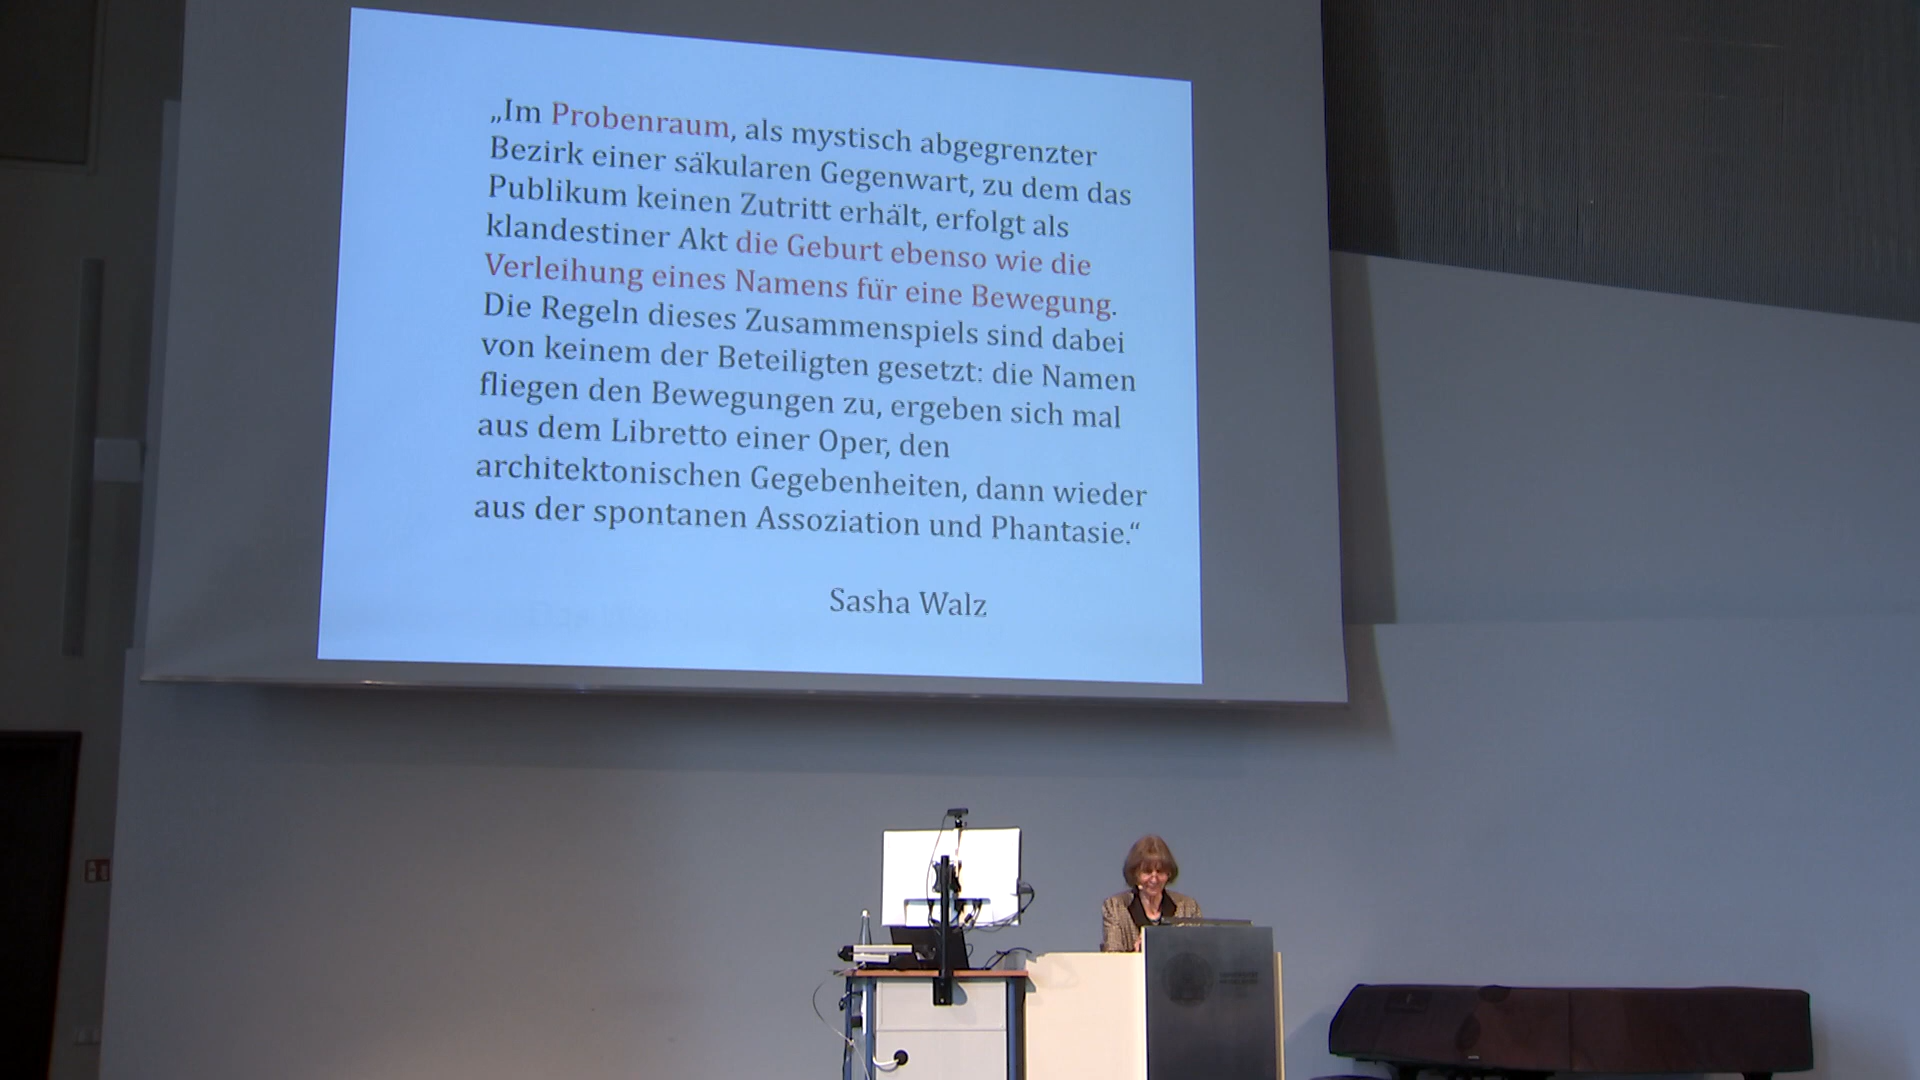 „Im Probenraum, als mystisch abgegrenzter
Bezirk einer säkularen Gegenwart, zu dem das
Publikum keinen Zutritt erhält, erfolgt als
klandestiner Akt die Geburt ebenso wie die
Verleihung eines Namens für eine Bewegung.
Die Regeln dieses Zusammenspiels sind dabei
von keinem der Beteiligten gesetzt: die Namen
fliegen den Bewegungen zu, ergeben sich mal
aus dem Libretto einer Oper, den
architektonischen Gegebenheiten, dann wieder
aus der spontanen Assoziation und Phantasie.“
Sasha Walz